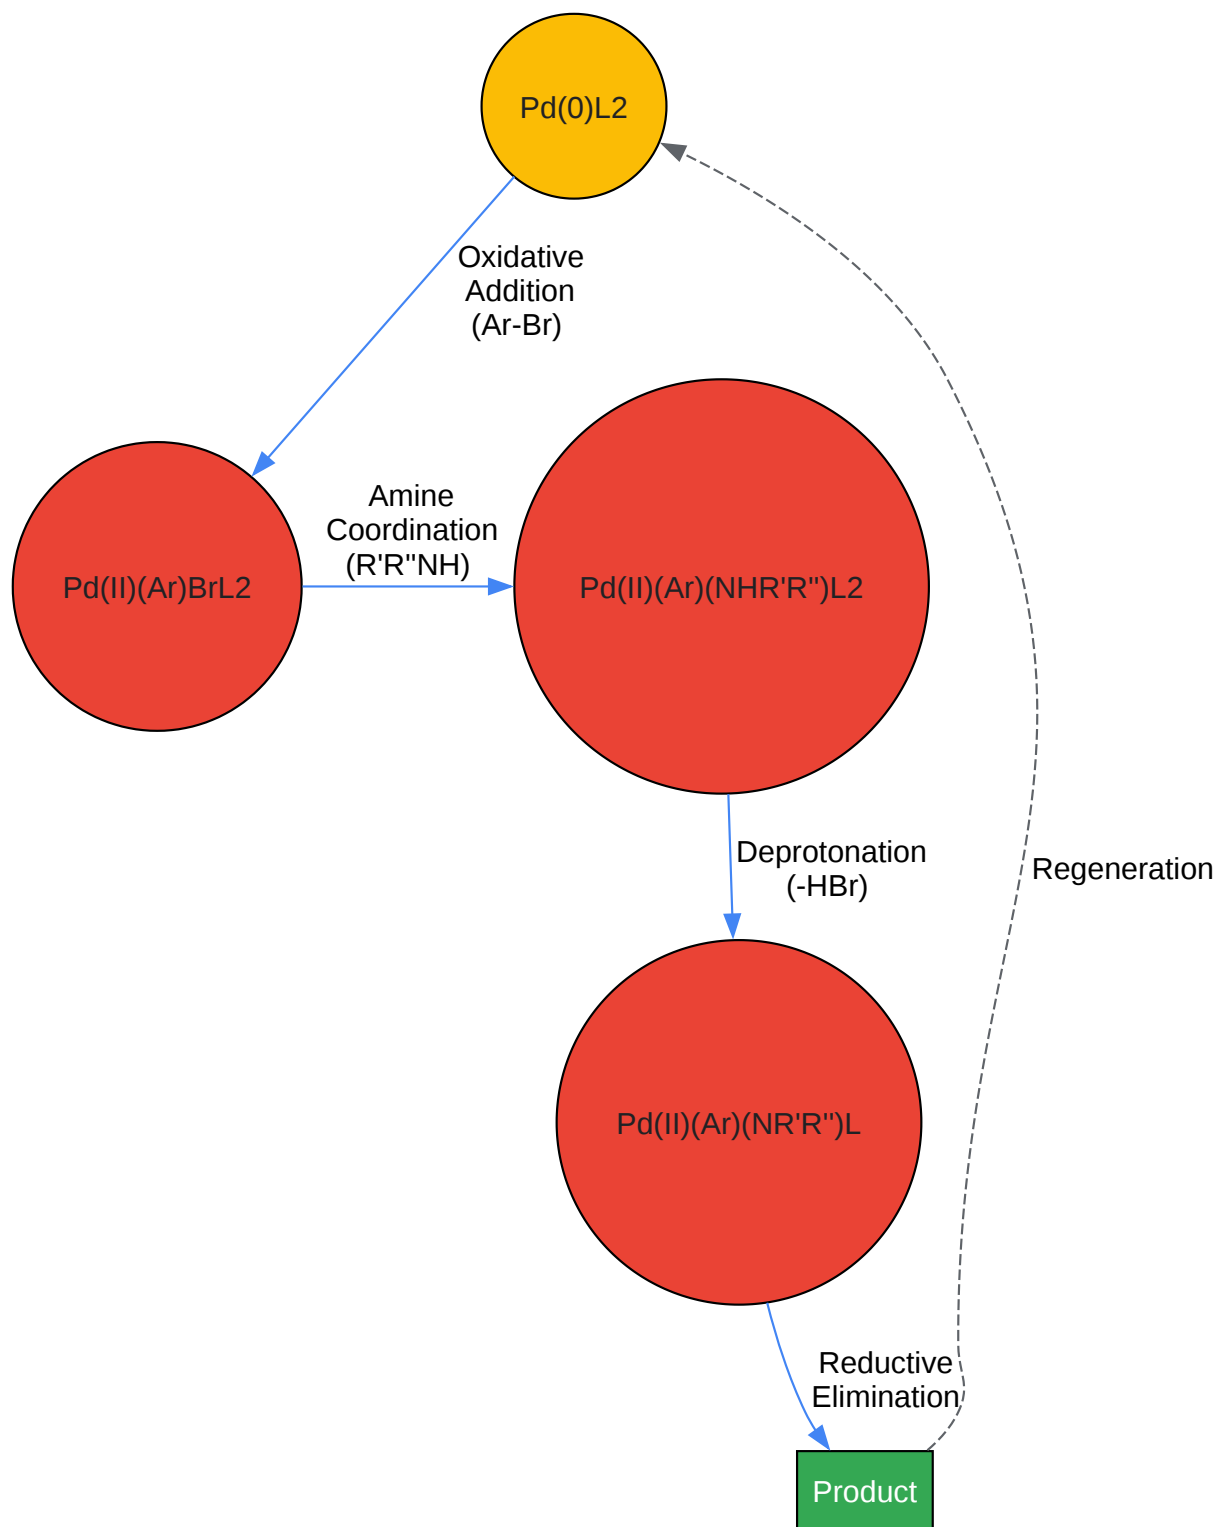 Pd(0)L2
Oxidative
Addition
(Ar-Br)
Pd(II)(Ar)BrL2
Amine
Coordination
(R'R''NH)
Pd(II)(Ar)(NHR'R'')L2
Deprotonation
(-HBr)
Regeneration
Pd(II)(Ar)(NR'R'')L
Reductive
Elimination
Product